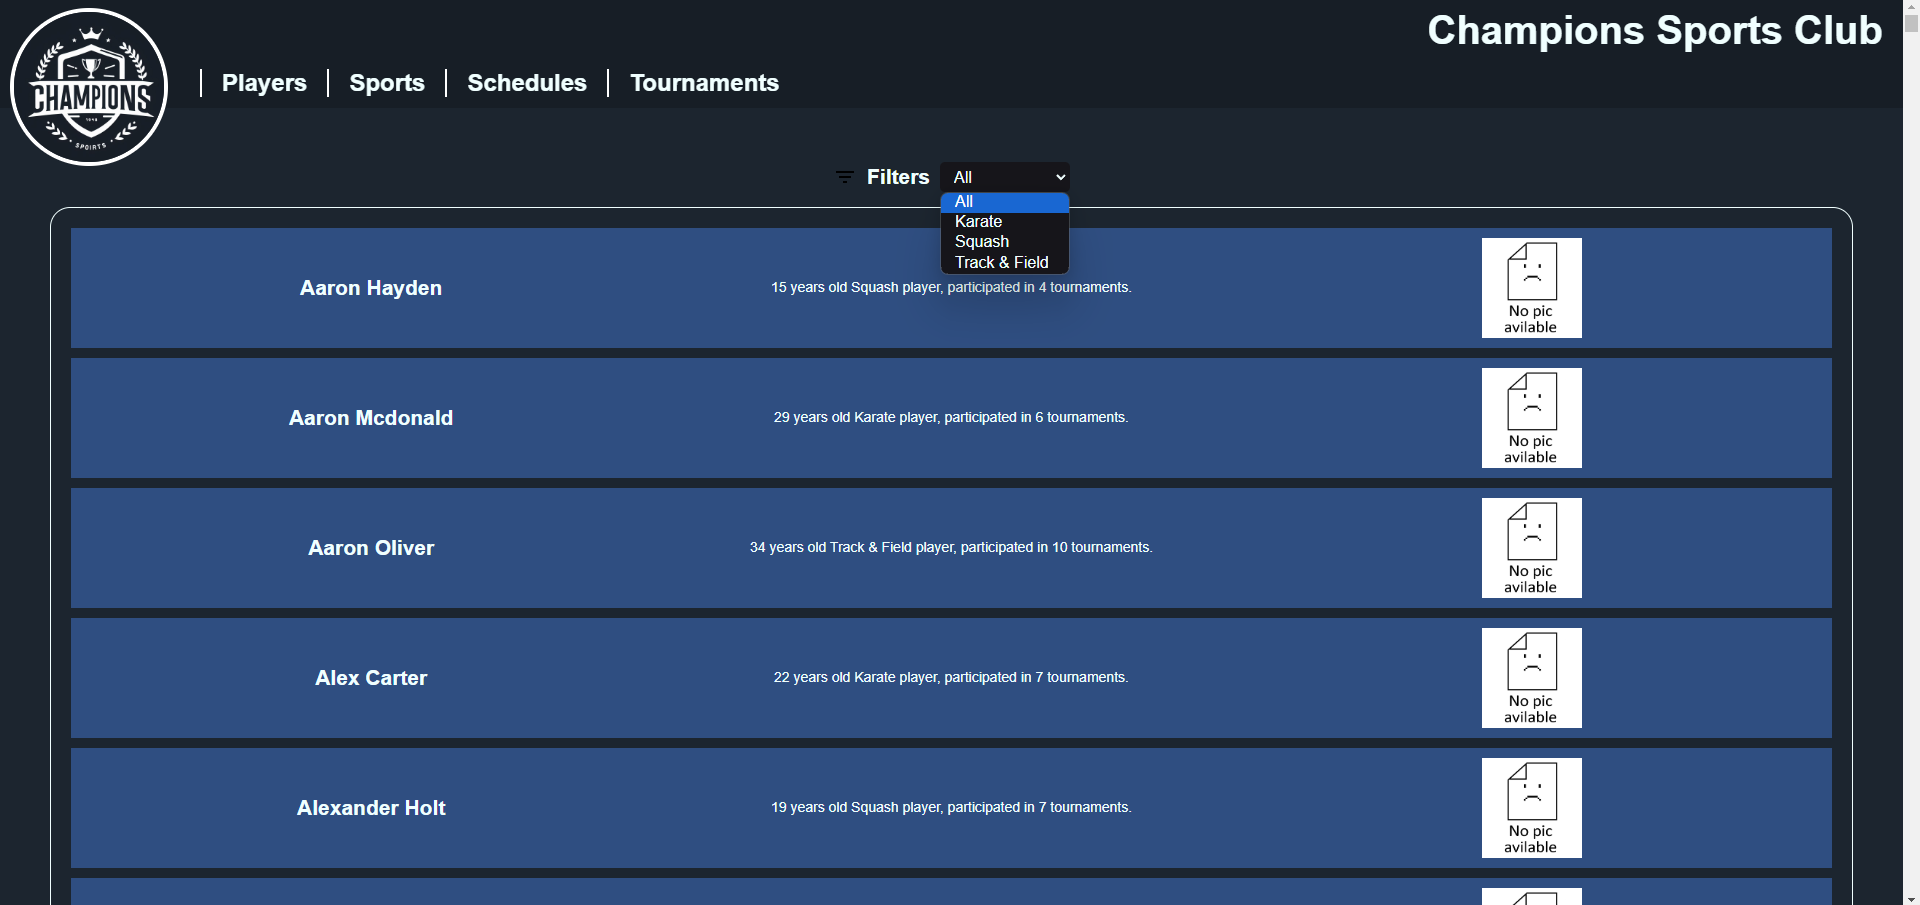 Champions Sports Club
CHAMPIONS
SPOIRTS
Players
Sports
Schedules
Tournaments
Filters
All
All
Karate
Squash
Track & Field
Aaron Hayden
15 years old Squash player, participated in 4 tournaments.
No pic
avilable
Aaron Mcdonald
29 years old Karate player, participated in 6 tournaments.
No pic
avilable
Aaron Oliver
34 years old Track & Field player, participated in 10 tournaments.
No pic
avilable
Alex Carter
22 years old Karate player, participated in 7 tournaments.
No pic
avilable
Alexander Holt
19 years old Squash player, participated in 7 tournaments.
No pic
avilable